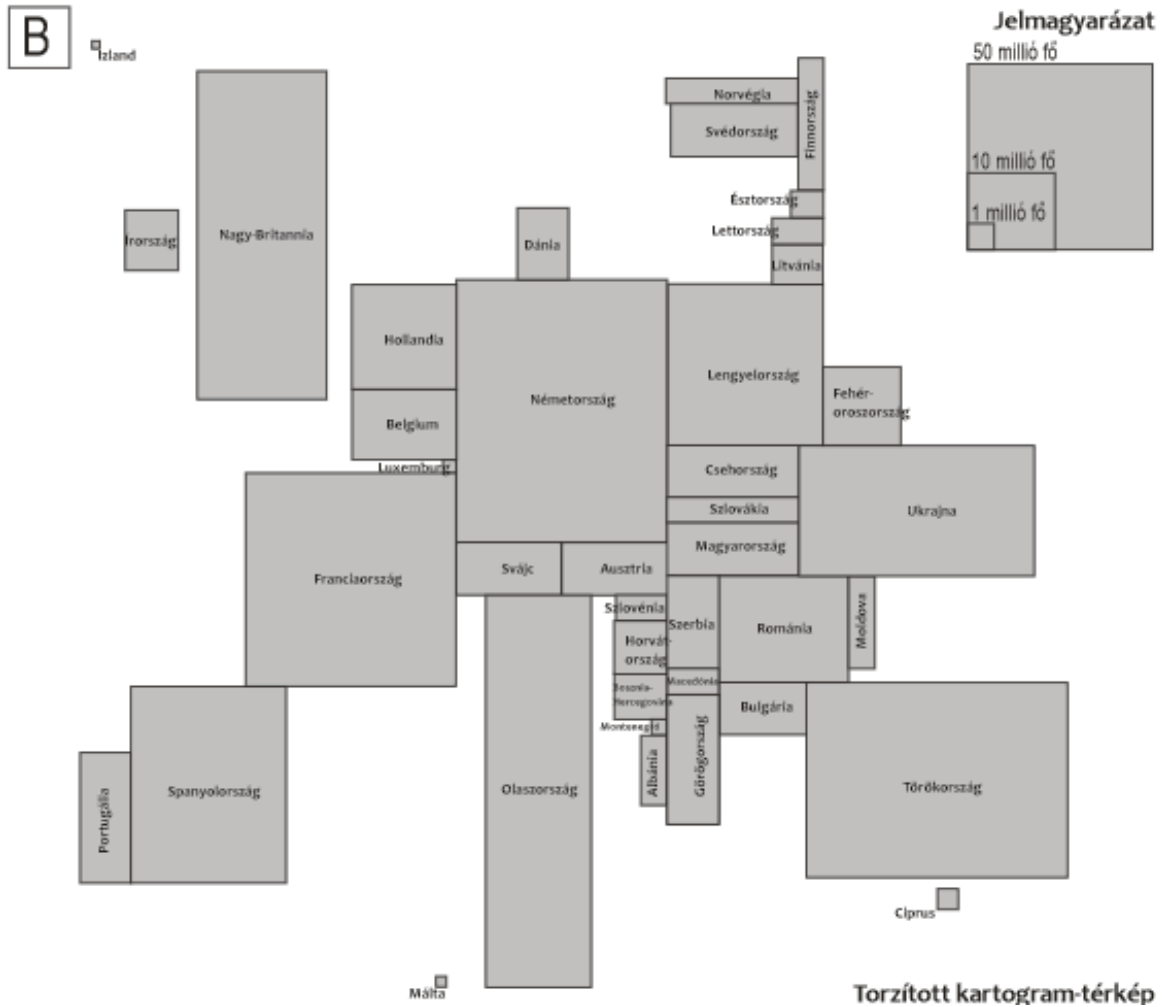 B
Izland
Jelmagyarázat
50 millió fő
10 millió fő
1 millió fő
Norvégia
Svédország
Finnország
Észtország
Lettország
Litvánia
Írország
Nagy-Britannia
Dánia
Hollandia
Belgium
Luxemburg
Németország
Lengyelország
Fehér-
oroszország
Csehország
Szlovákia
Magyarország
Ukrajna
Franciaország
Svájc
Ausztria
Szlovénia
Horvát-
ország
Bosznia-
Hercegovina
Montenegró
Albánia
Szerbia
Macedónia
Görögország
Románia
Moldova
Bulgária
Törökország
Portugália
Spanyolország
Olaszország
Ciprus
Málta
Torzított kartogram-térkép